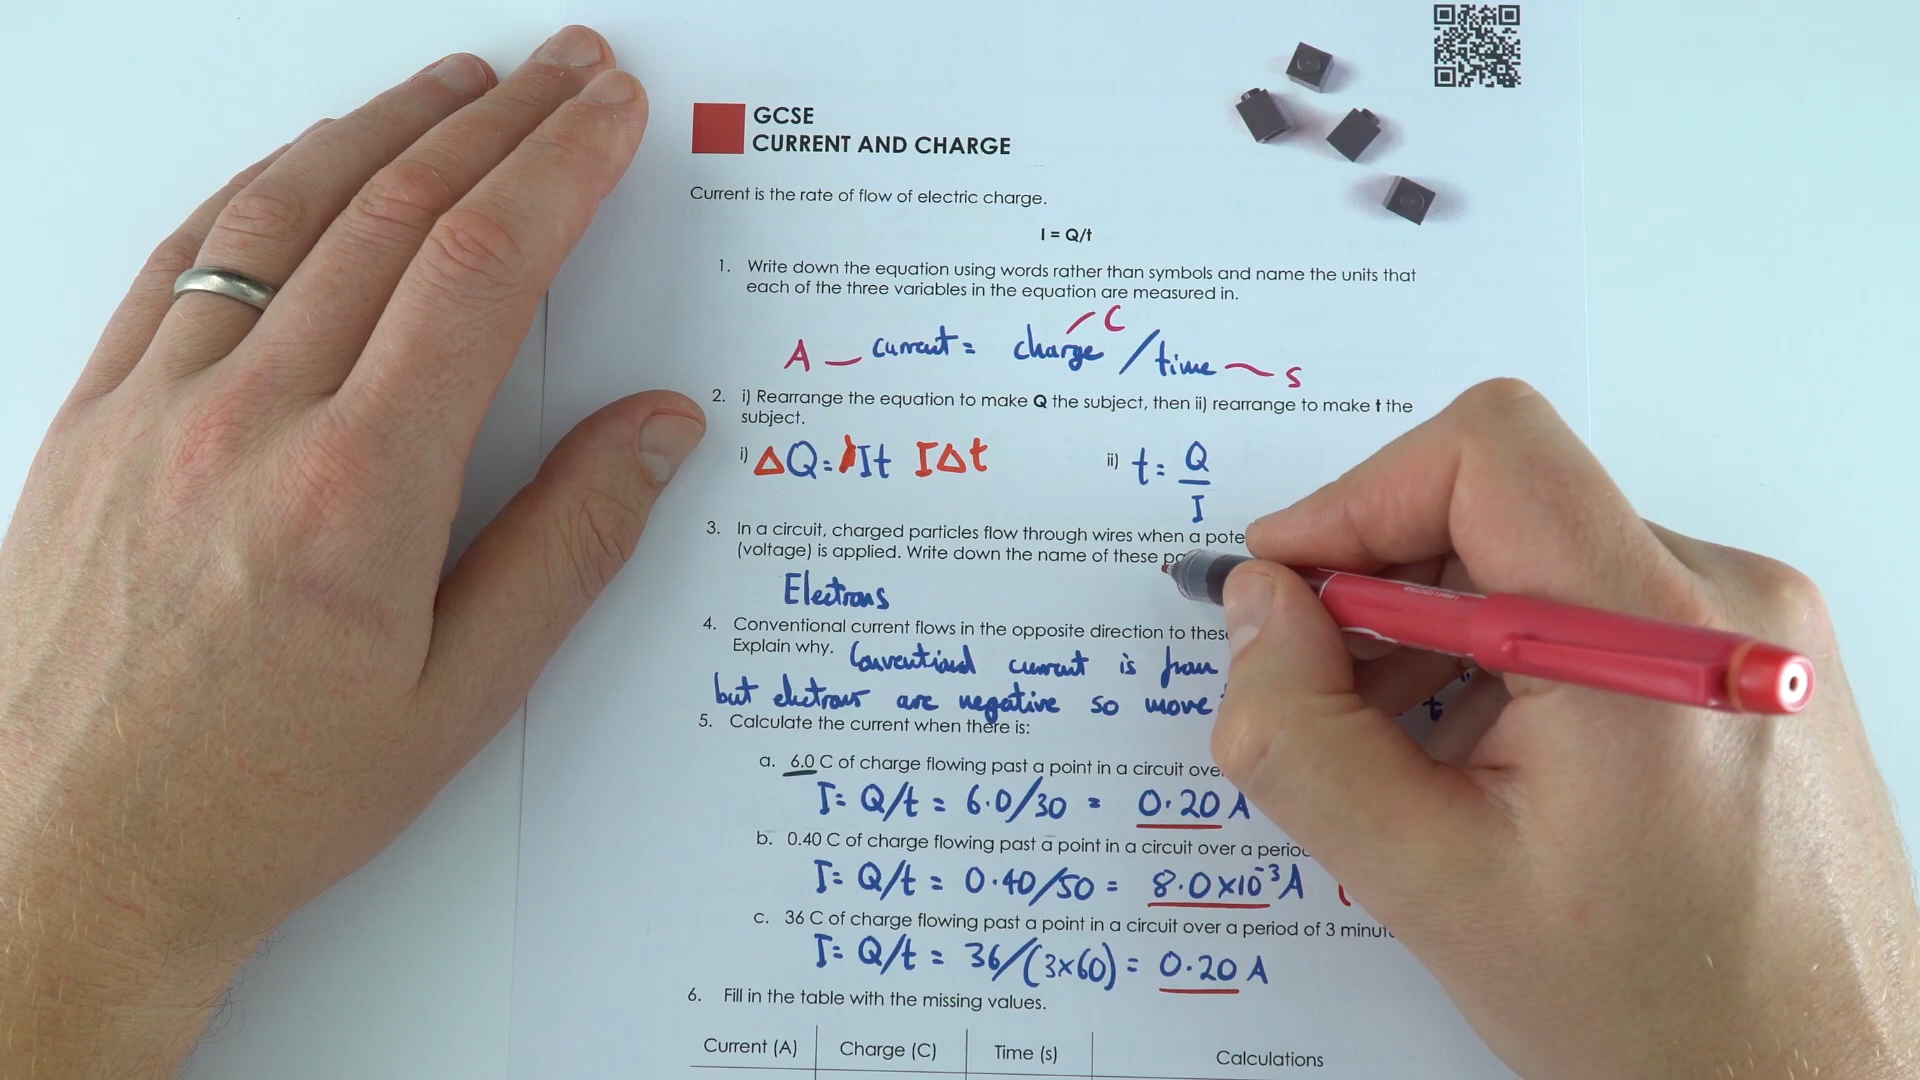 GCSE
CURRENT AND CHARGE
Current is the rate of flow of electric charge.
I = Q/t
1. Write down the equation using words rather than symbols and name the units that
each of the three variables in the equation are measured in.
C
A current = charge / time s
2. i) Rearrange the equation to make Q the subject, then ii) rearrange to make t the
subject.
i) ΔQ = It IΔt ii) t = Q/I
3. In a circuit, charged particles flow through wires when a
(voltage) is applied. Write down the name of these
Electrons
4. Conventional current flows in the opposite direction to
Explain why. Conventional current is from
but electrons are negative so move
5. Calculate the current when there is:
a. 6.0 C of charge flowing past a point in a circuit
I = Q/t = 6.0/30 = 0.20 A
b. 0.40 C of charge flowing past a point in a circuit over a
I = Q/t = 0.40/50 = 8.0×10⁻³ A
c. 36 C of charge flowing past a point in a circuit over a period of 3
I = Q/t = 36/(3×60) = 0.20 A
6. Fill in the table with the missing values.
Current (A) Charge (C) Time (s) Calculations